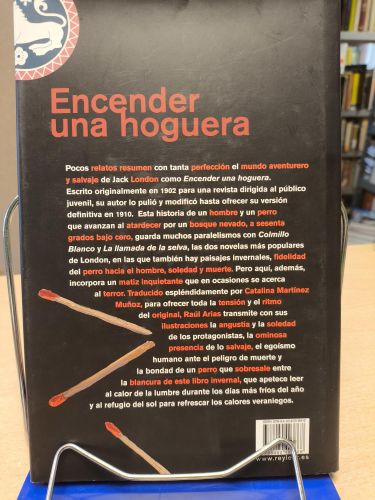 Encender
una hoguera
Pocos relatos resumen con tanta perfección el mundo aventurero
y salvaje de Jack London como Encender una hoguera.
Escrito originalmente en 1902 para una revista dirigida al público
juvenil, su autor lo pulió y modificó hasta ofrecer su versión
definitiva en 1910. Esta historia de un hombre y un perro
que avanzan al atardecer por un bosque nevado, a sesenta
grados bajo cero, guarda muchos paralelismos con Colmillo
Blanco y La llamada de la selva, las dos novelas más populares
de London, en las que también hay paisajes invernales, fidelidad
del perro hacia el hombre, soledad y muerte. Pero aquí, además,
incorpora un matiz inquietante que en ocasiones se acerca
al terror. Traducido espléndidamente por Catalina Martínez
Muñoz, para ofrecer toda la tensión y el ritmo
del original, Raúl Arias transmite con sus
ilustraciones la angustia y la soledad
de los protagonistas, la ominosa
presencia de lo salvaje, el egoísmo
humano ante el peligro de muerte y
la bondad de un perro que sobresale entre
la blancura de este libro invernal, que apetece leer
al calor de la lumbre durante los días más fríos del año
y al refugio del sol para refrescar los calores veraniegos.